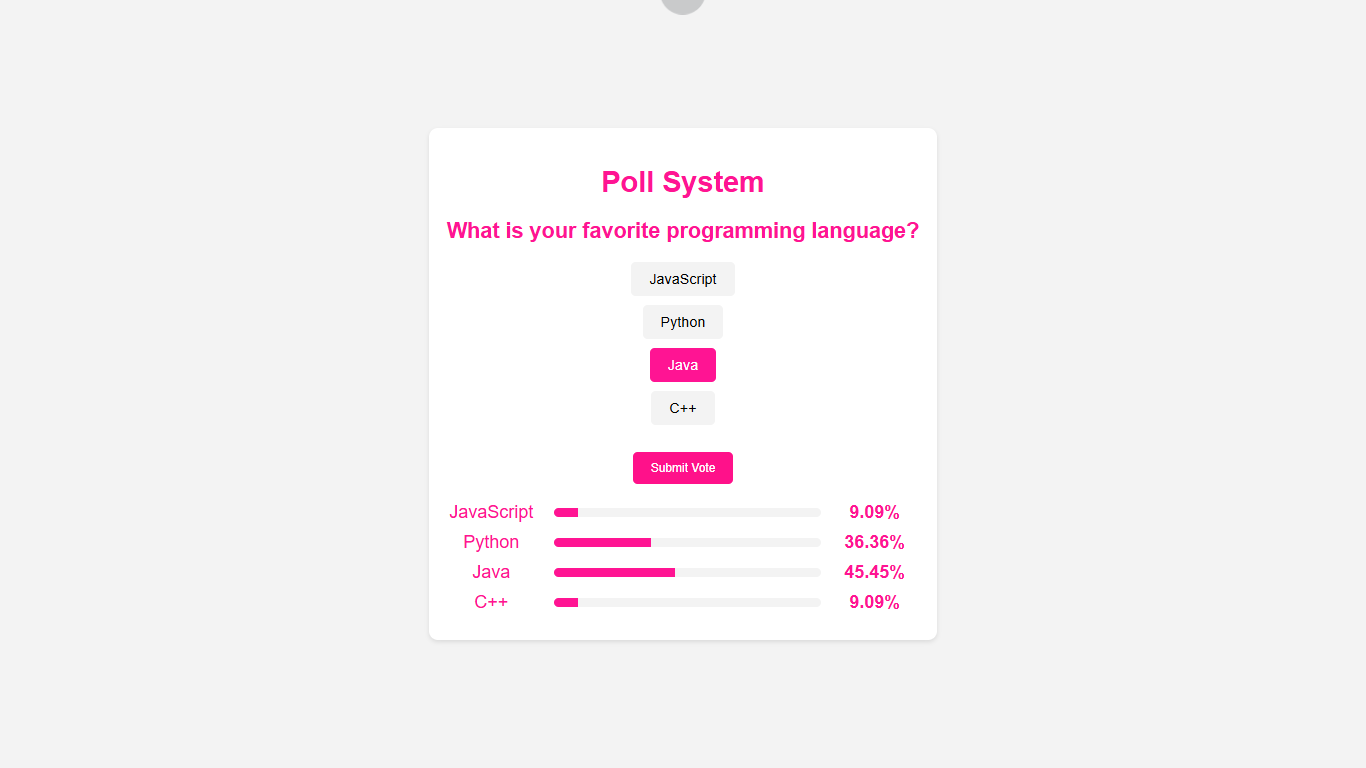 Poll System
What is your favorite programming language?
JavaScript
Python
Java
C++
Submit Vote
JavaScript 9.09%
Python 36.36%
Java 45.45%
C++ 9.09%